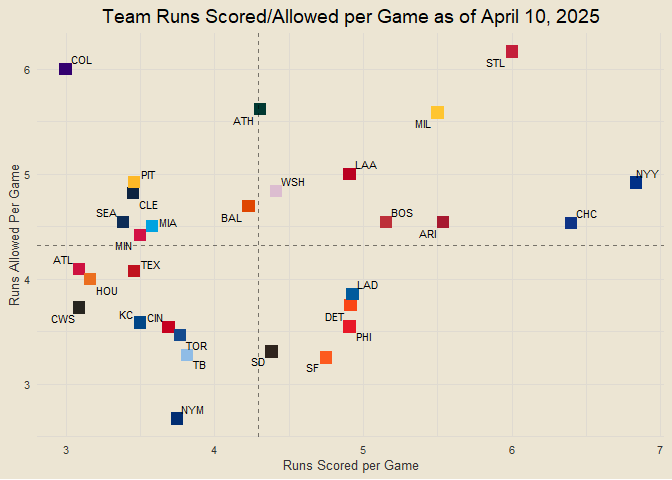 Team Runs Scored/Allowed per Game as of April 10, 2025
Runs Allowed Per Game
6
5
4
3
COL
STL
ATH
MIL
LAA
NYY
PIT
WSH
CLE
SEA
MIA
BAL
BOS
CHC
ARI
MIN
ATL
TEX
HOU
LAD
CWS
KC
CIN
DET
PHI
TOR
TB
SD
SF
NYM
3
4
5
6
7
Runs Scored per Game